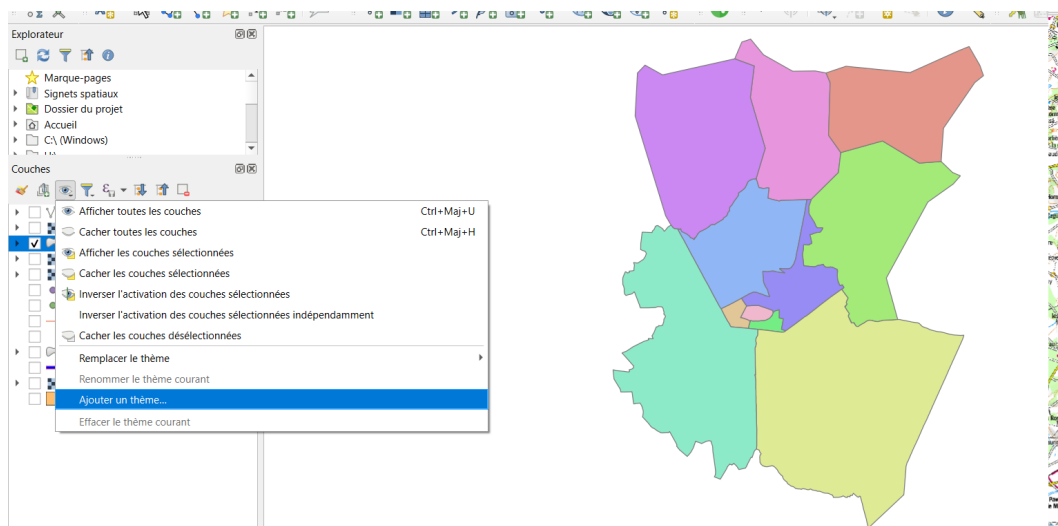 Explorateur
Marque-pages
Signets spatiaux
Dossier du projet
Accueil
C:\ (Windows)
Couches
Afficher toutes les couches Ctrl+Maj+U
Cacher toutes les couches Ctrl+Maj+H
Afficher les couches sélectionnées
Cacher les couches sélectionnées
Inverser l'activation des couches sélectionnées
Inverser l'activation des couches sélectionnées indépendamment
Cacher les couches désélectionnées
Remplacer le thème
Renommer le thème courant
Ajouter un thème...
Effacer le thème courant